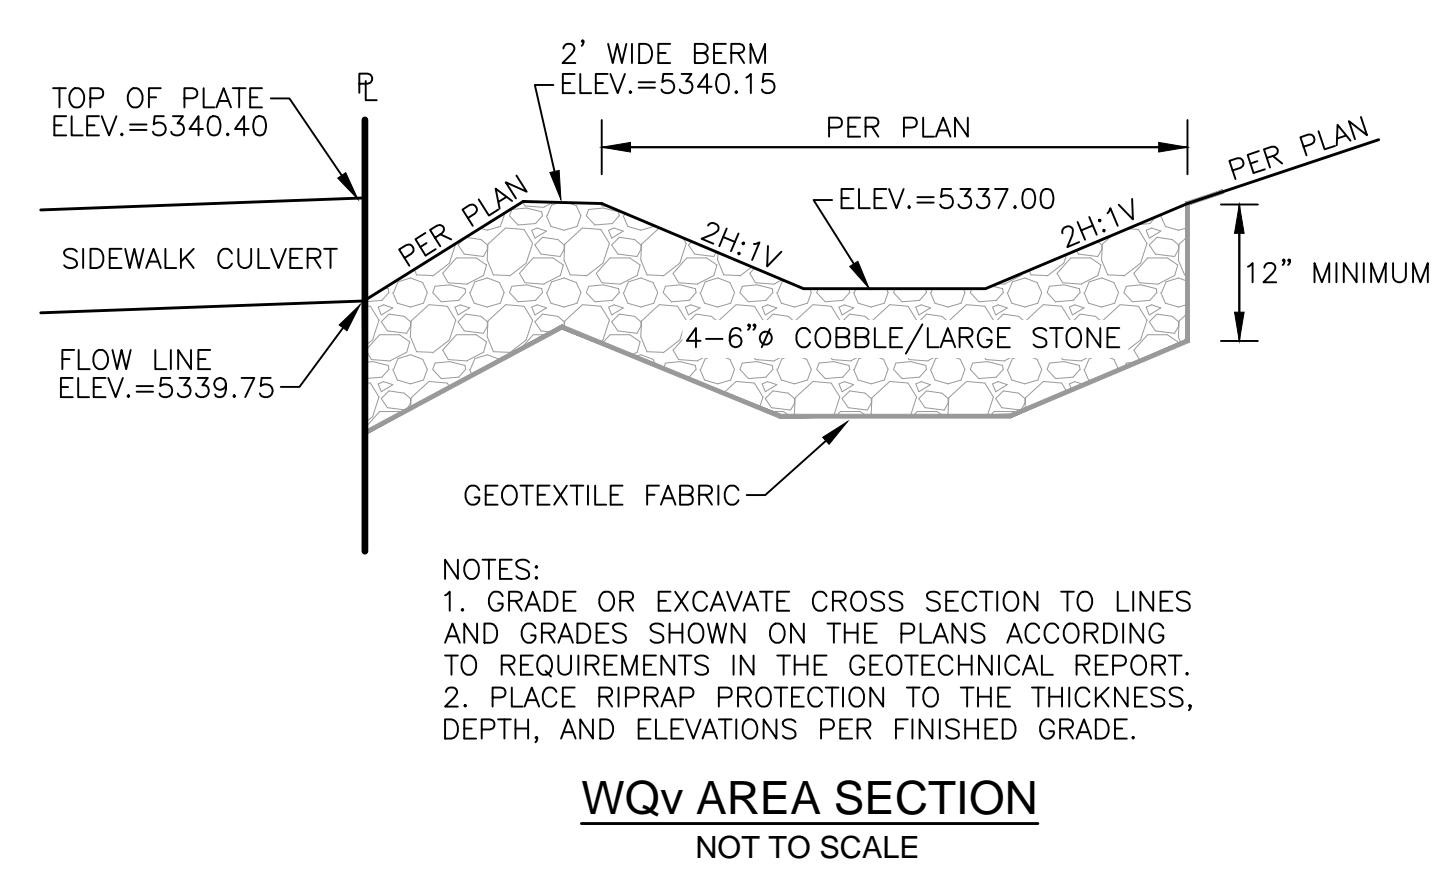 2' WIDE BERM
ELEV.=5340.15
PL
TOP OF PLATE
ELEV.=5340.40
PER PLAN
PER PLAN
PER PLAN
ELEV.=5337.00
2H:1V
2H:1V
SIDEWALK CULVERT
12" MINIMUM
4-6"ø COBBLE/LARGE STONE
FLOW LINE
ELEV.=5339.75
GEOTEXTILE FABRIC
NOTES:
1. GRADE OR EXCAVATE CROSS SECTION TO LINES
AND GRADES SHOWN ON THE PLANS ACCORDING
TO REQUIREMENTS IN THE GEOTECHNICAL REPORT.
2. PLACE RIPRAP PROTECTION TO THE THICKNESS,
DEPTH, AND ELEVATIONS PER FINISHED GRADE.
WQv AREA SECTION
NOT TO SCALE